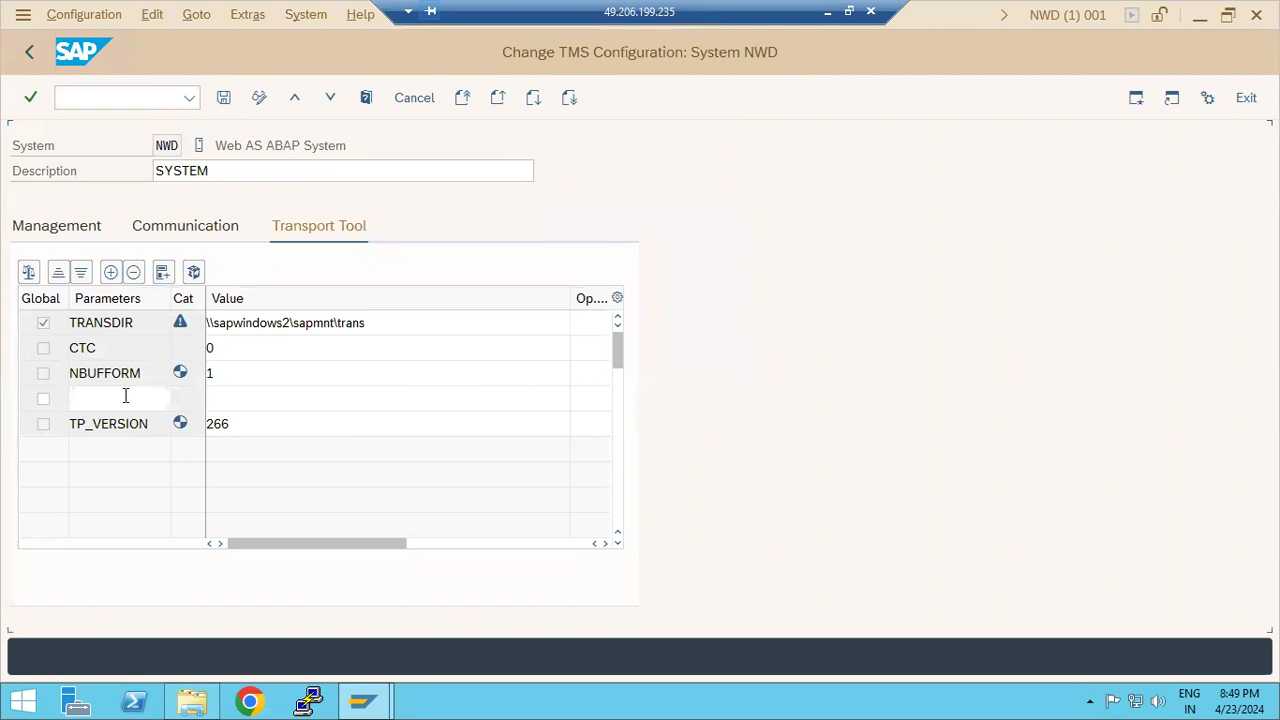 Configuration Edit Goto Extras System Help 49.206.199.235 NWD (1) 001
SAP Change TMS Configuration: System NWD
Cancel Exit
System NWD Web AS ABAP System
Description SYSTEM
Management Communication Transport Tool
Global Parameters Cat Value Op....
TRANSDIR \\sapwindows2\sapmnt\trans
CTC 0
NBUFFORM 1
TP_VERSION 266
ENG 8:49 PM
IN 4/23/2024